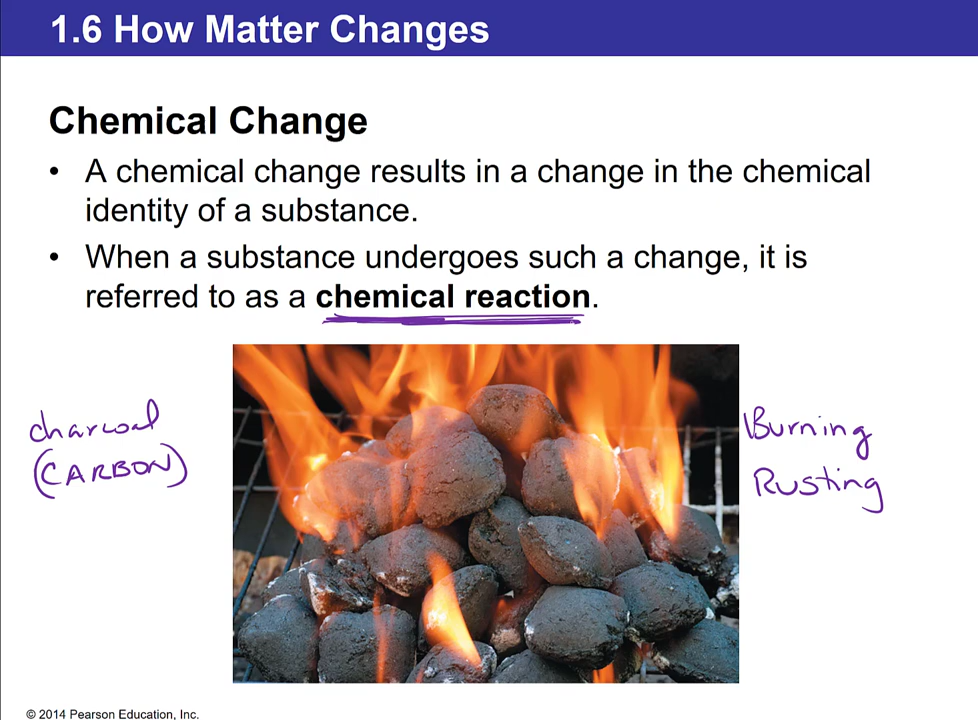 1.6 How Matter Changes
Chemical Change
• A chemical change results in a change in the chemical
identity of a substance.
• When a substance undergoes such a change, it is
referred to as a chemical reaction.
charcoal
(CARBON)
Burning
Rusting
© 2014 Pearson Education, Inc.